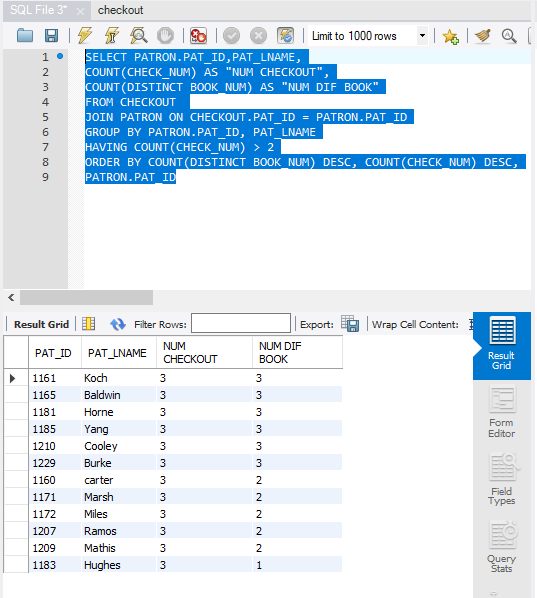 SQL File 3* checkout
Limit to 1000 rows
1 SELECT PATRON.PAT_ID,PAT_LNAME,
2 COUNT(CHECK_NUM) AS "NUM CHECKOUT",
3 COUNT(DISTINCT BOOK_NUM) AS "NUM DIF BOOK"
4 FROM CHECKOUT
5 JOIN PATRON ON CHECKOUT.PAT_ID = PATRON.PAT_ID
6 GROUP BY PATRON.PAT_ID, PAT_LNAME
7 HAVING COUNT(CHECK_NUM) > 2
8 ORDER BY COUNT(DISTINCT BOOK_NUM) DESC, COUNT(CHECK_NUM) DESC,
9 PATRON.PAT_ID
Result Grid Filter Rows: Export: Wrap Cell Content:
PAT_ID PAT_LNAME NUM CHECKOUT NUM DIF BOOK
1161 Koch 3 3
1165 Baldwin 3 3
1181 Horne 3 3
1185 Yang 3 3
1210 Cooley 3 3
1229 Burke 3 3
1160 carter 3 2
1171 Marsh 3 2
1172 Miles 3 2
1207 Ramos 3 2
1209 Mathis 3 2
1183 Hughes 3 1
Result
Grid
Form
Editor
Field
Types
Query
Stats